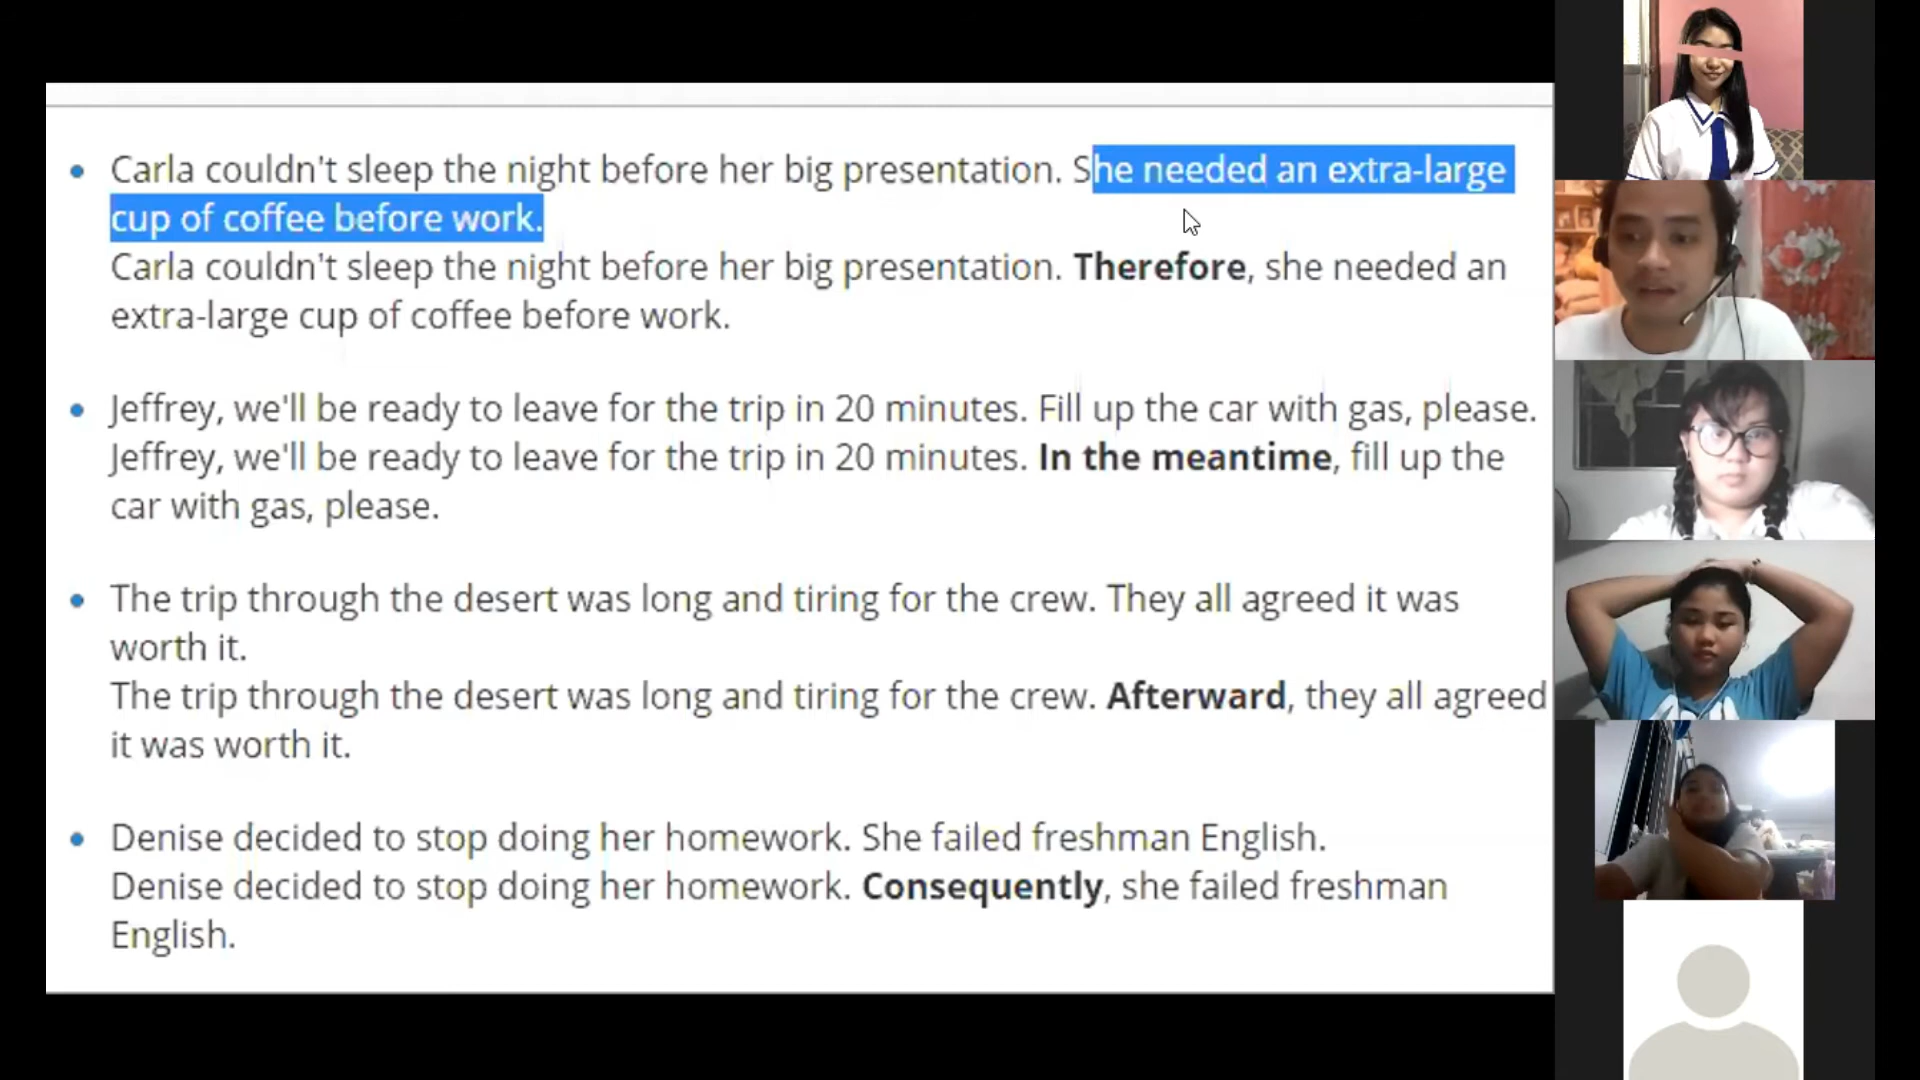 Carla couldn't sleep the night before her big presentation. She needed an extra-large
cup of coffee before work.
Carla couldn't sleep the night before her big presentation. Therefore, she needed an
extra-large cup of coffee before work.
Jeffrey, we'll be ready to leave for the trip in 20 minutes. Fill up the car with gas, please.
Jeffrey, we'll be ready to leave for the trip in 20 minutes. In the meantime, fill up the
car with gas, please.
The trip through the desert was long and tiring for the crew. They all agreed it was
worth it.
The trip through the desert was long and tiring for the crew. Afterward, they all agreed
it was worth it.
Denise decided to stop doing her homework. She failed freshman English.
Denise decided to stop doing her homework. Consequently, she failed freshman
English.